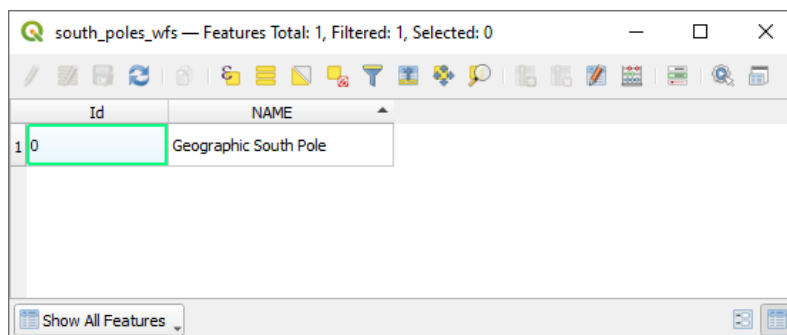 south_poles_wfs — Features Total: 1, Filtered: 1, Selected: 0
Id NAME
1 0 Geographic South Pole
Show All Features